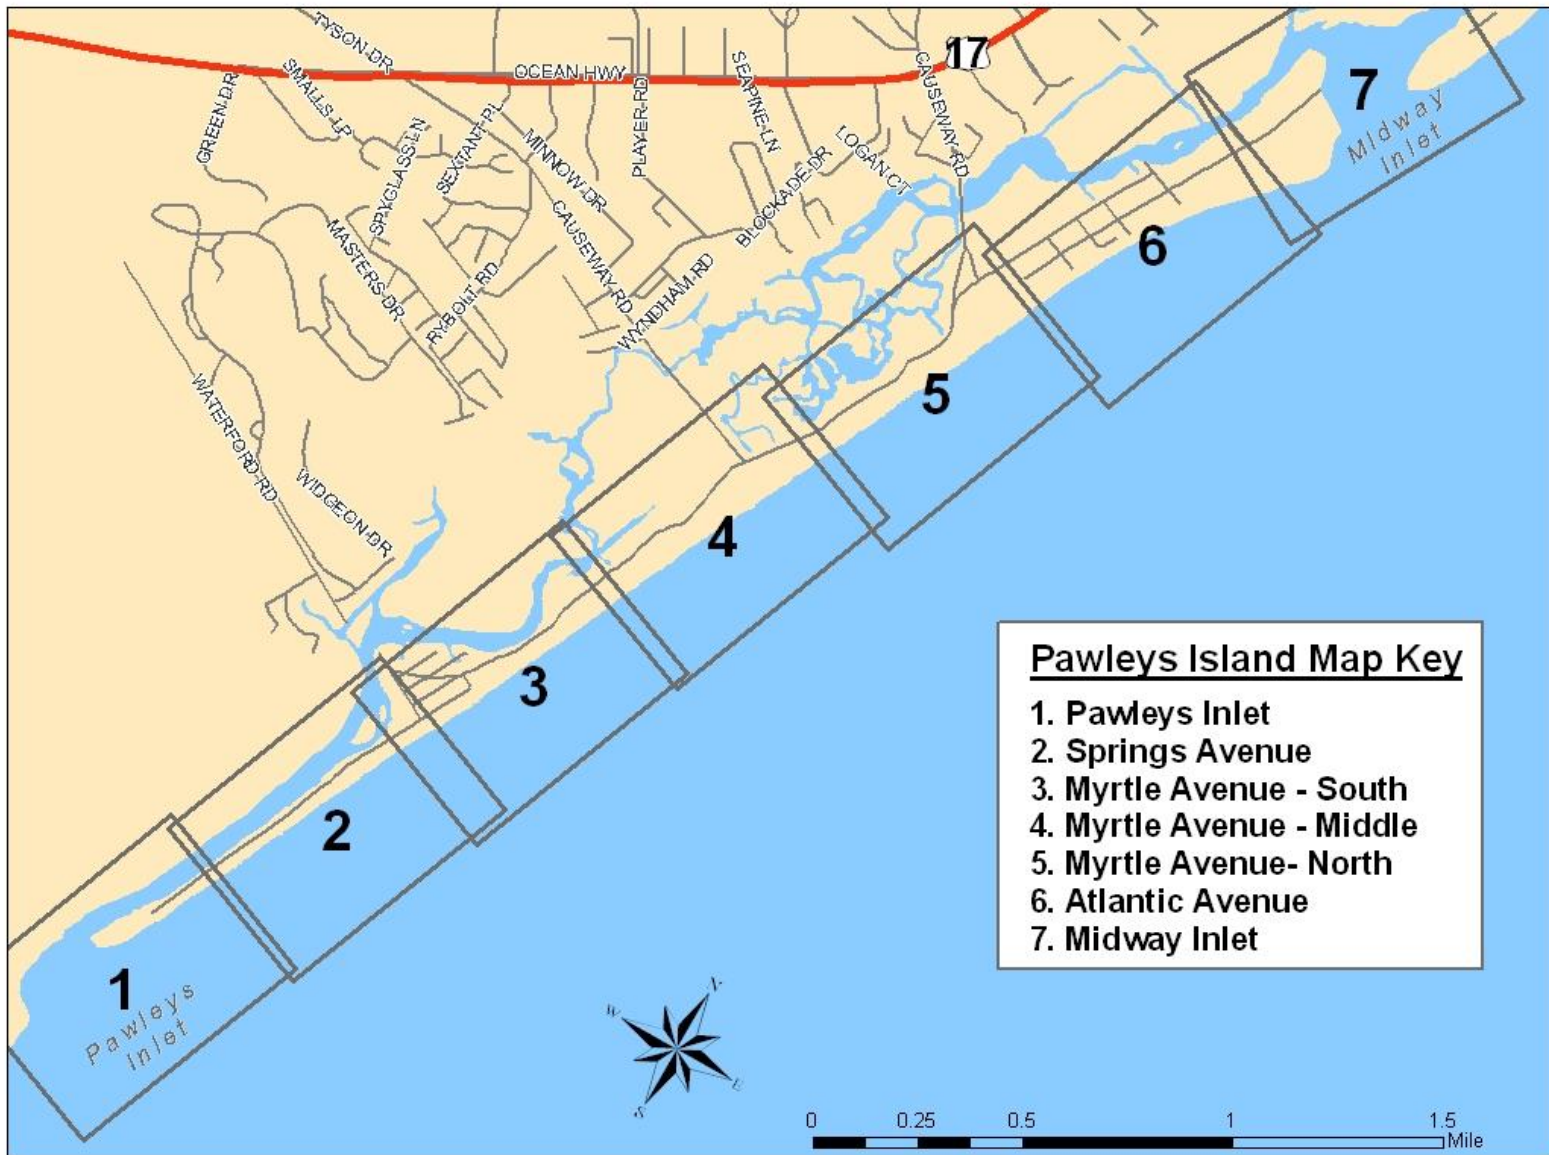 TYSON DR
17
OCEAN HWY
SMALLS LP
GREEN DR
SPYGLASS LN
SEXTANT PL
MINNOW DR
PLAYER RD
SEAPINE LN
CAUSEWAY RD
LOGAN CT
BLOCKADE DR
MASTERS DR
RYBOLT RD
CAUSEWAY RD
WYNDHAM RD
WATERFORD RD
WIDGEON DR
7
Midway
Inlet
6
5
4
3
2
1
Pawleys
Inlet
Pawleys Island Map Key
1. Pawleys Inlet
2. Springs Avenue
3. Myrtle Avenue - South
4. Myrtle Avenue - Middle
5. Myrtle Avenue- North
6. Atlantic Avenue
7. Midway Inlet
N
W
E
S
0 0.25 0.5 1 1.5
Mile